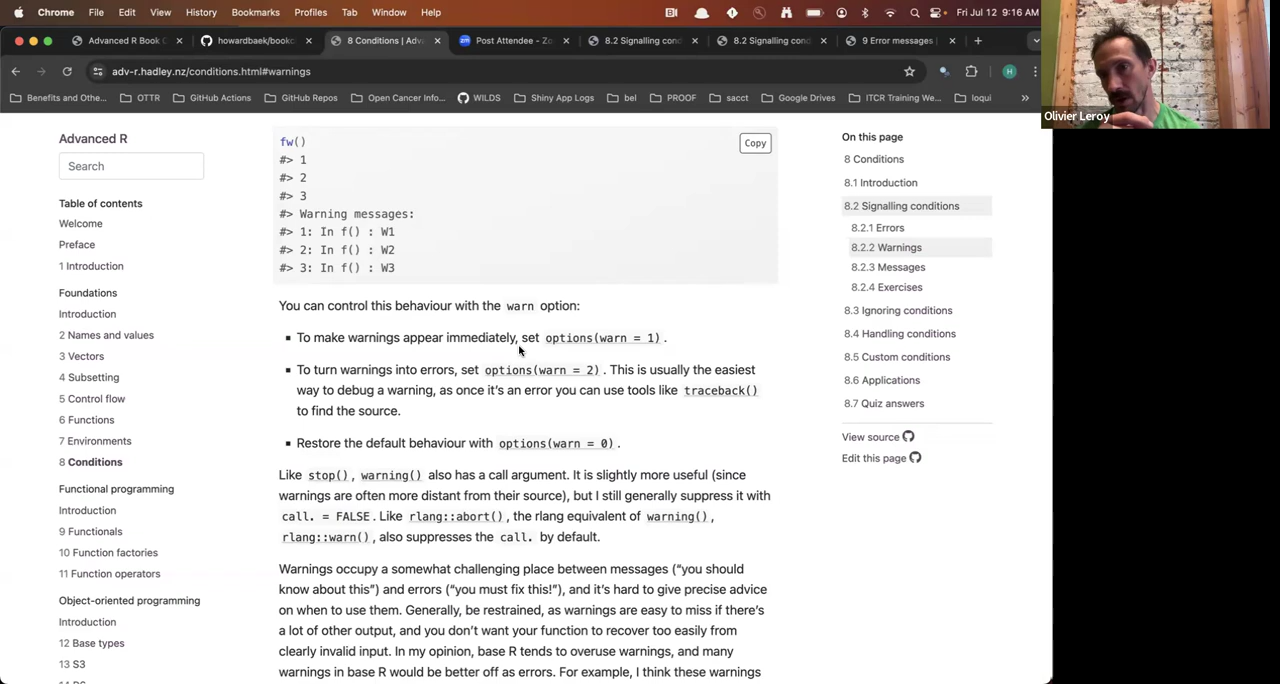 Chrome File Edit View History Bookmarks Profiles Tab Window Help Fri Jul 12 9:16 AM
Advanced R Book C howardbaek/bookc 8 Conditions | Adv Post Attendee - Zo 8.2 Signalling cond 8.2 Signalling cond 9 Error messages |
adv-r.hadley.nz/conditions.html#warnings H
Benefits and Othe... OTTR GitHub Actions GitHub Repos Open Cancer Info... WILDS Shiny App Logs bel PROOF sacct Google Drives ITCR Training We... loqui »
Olivier Leroy
Advanced R
Search
Table of contents
Welcome
Preface
1 Introduction
Foundations
Introduction
2 Names and values
3 Vectors
4 Subsetting
5 Control flow
6 Functions
7 Environments
8 Conditions
Functional programming
Introduction
9 Functionals
10 Function factories
11 Function operators
Object-oriented programming
Introduction
12 Base types
13 S3
fw()
Copy
#> 1
#> 2
#> 3
#> Warning messages:
#> 1: In f() : W1
#> 2: In f() : W2
#> 3: In f() : W3
You can control this behaviour with the warn option:
To make warnings appear immediately, set options(warn = 1).
To turn warnings into errors, set options(warn = 2). This is usually the easiest
way to debug a warning, as once it's an error you can use tools like traceback()
to find the source.
Restore the default behaviour with options(warn = 0).
Like stop(), warning() also has a call argument. It is slightly more useful (since
warnings are often more distant from their source), but I still generally suppress it with
call. = FALSE. Like rlang::abort(), the rlang equivalent of warning(),
rlang::warn(), also suppresses the call. by default.
Warnings occupy a somewhat challenging place between messages (“you should
know about this”) and errors (“you must fix this!”), and it's hard to give precise advice
on when to use them. Generally, be restrained, as warnings are easy to miss if there's
a lot of other output, and you don't want your function to recover too easily from
clearly invalid input. In my opinion, base R tends to overuse warnings, and many
warnings in base R would be better off as errors. For example, I think these warnings
On this page
8 Conditions
8.1 Introduction
8.2 Signalling conditions
8.2.1 Errors
8.2.2 Warnings
8.2.3 Messages
8.2.4 Exercises
8.3 Ignoring conditions
8.4 Handling conditions
8.5 Custom conditions
8.6 Applications
8.7 Quiz answers
View source
Edit this page